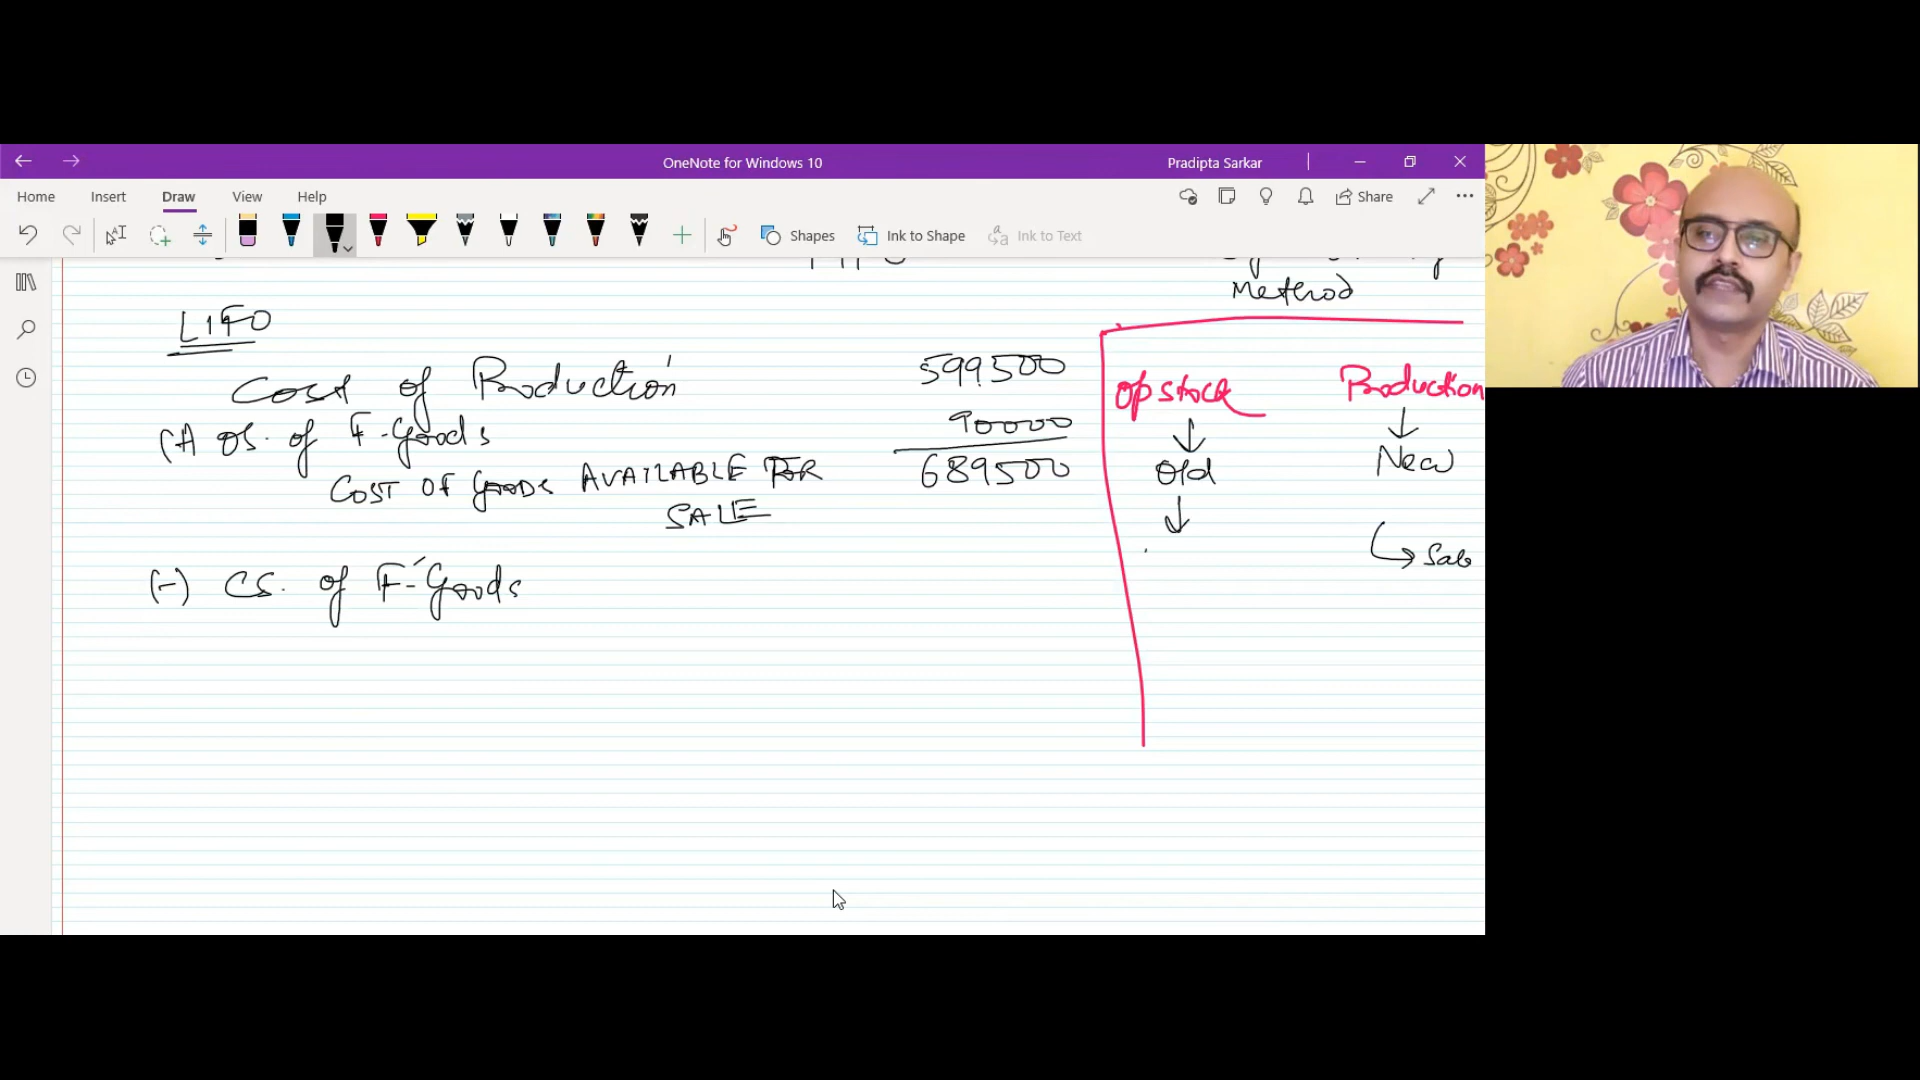 OneNote for Windows 10
Pradipta Sarkar
Home Insert Draw View Help
Share
Shapes Ink to Shape Ink to Text
Method
LIFO
Cost of Production 599500
(A OS. of F-Goods 90000
COST OF GOODS AVAILABLE FOR 689500
SALE
(-) CS. of F-Goods
Op stock Production
Old New
Sale